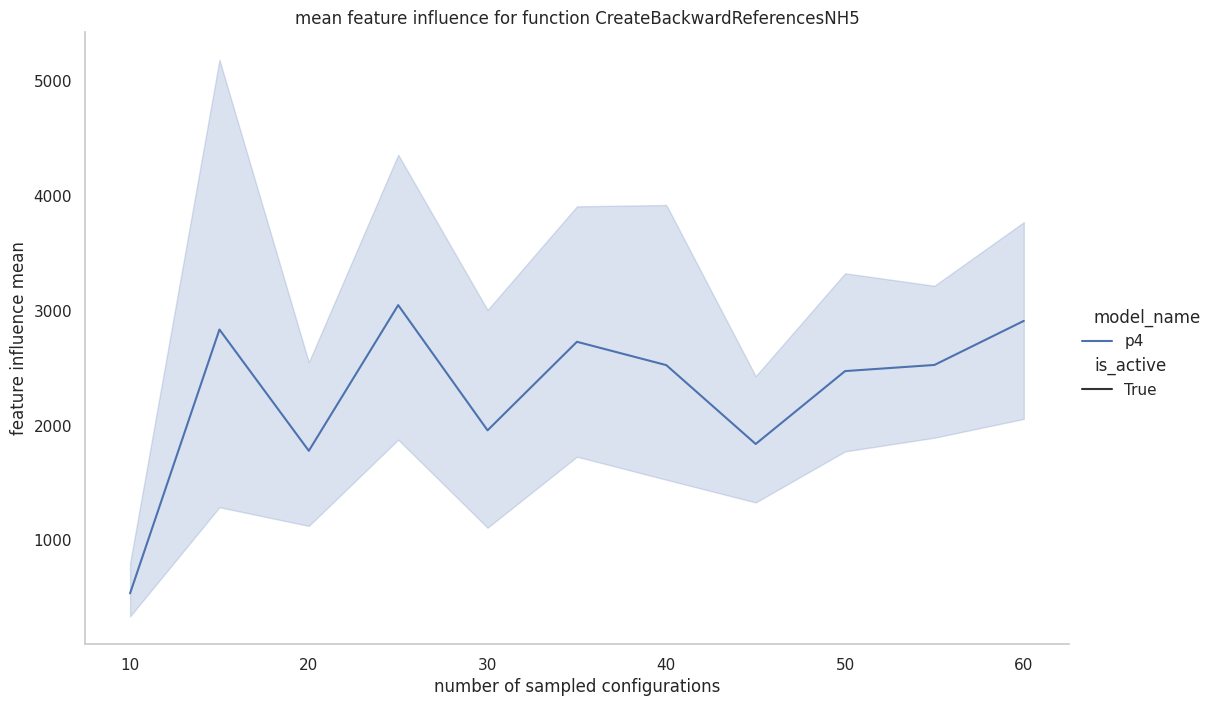 mean feature influence for function CreateBackwardReferencesNH5
5000
4000
3000
2000
1000
feature influence mean
10 20 30 40 50 60
number of sampled configurations
model_name
p4
is_active
True